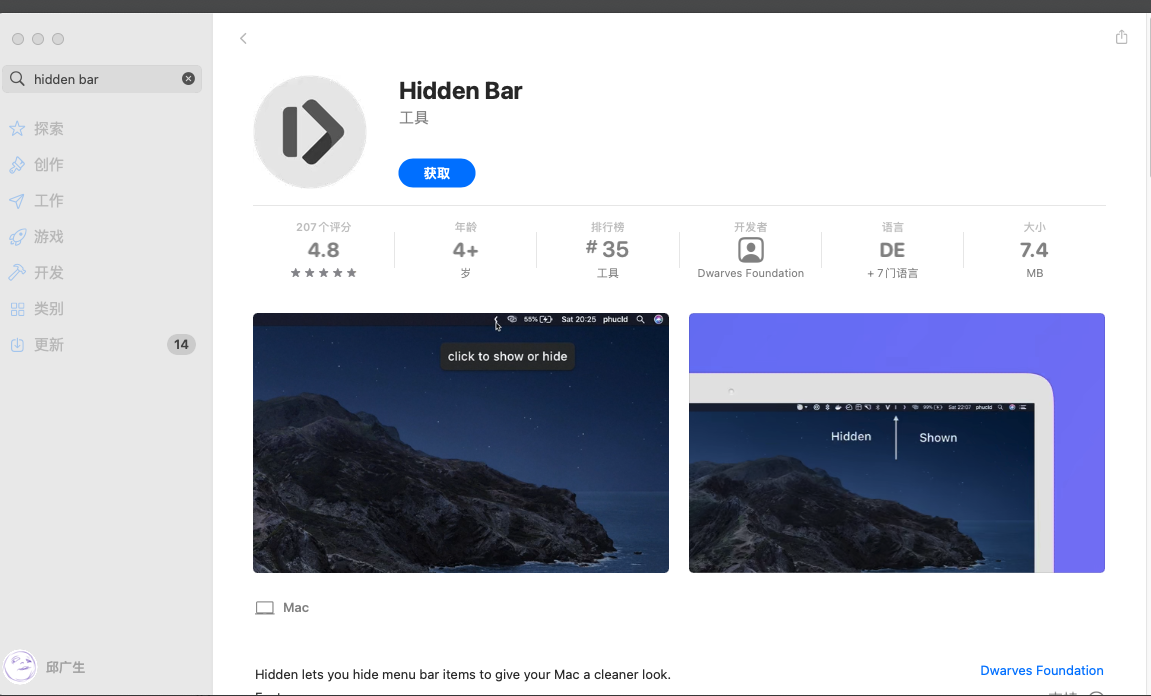 hidden bar
探索
创作
工作
游戏
开发
类别
更新
14
邱广生
Hidden Bar
工具
获取
207个评分
4.8
★★★★★
年龄
4+
岁
排行榜
#35
工具
开发者
Dwarves Foundation
语言
DE
+ 7门语言
大小
7.4
MB
55% Sat 20:25 phucld
click to show or hide
Sat 22:07 phucld
Hidden
Shown
Mac
Hidden lets you hide menu bar items to give your Mac a cleaner look.
Dwarves Foundation